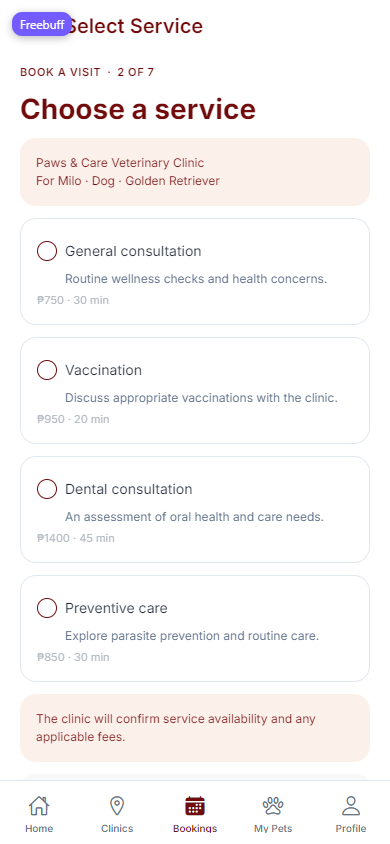 Freebuff
Select Service
BOOK A VISIT · 2 OF 7
Choose a service
Paws & Care Veterinary Clinic
For Milo · Dog · Golden Retriever
General consultation
Routine wellness checks and health concerns.
₱750 · 30 min
Vaccination
Discuss appropriate vaccinations with the clinic.
₱950 · 20 min
Dental consultation
An assessment of oral health and care needs.
₱1400 · 45 min
Preventive care
Explore parasite prevention and routine care.
₱850 · 30 min
The clinic will confirm service availability and any
applicable fees.
Home
Clinics
Bookings
My Pets
Profile